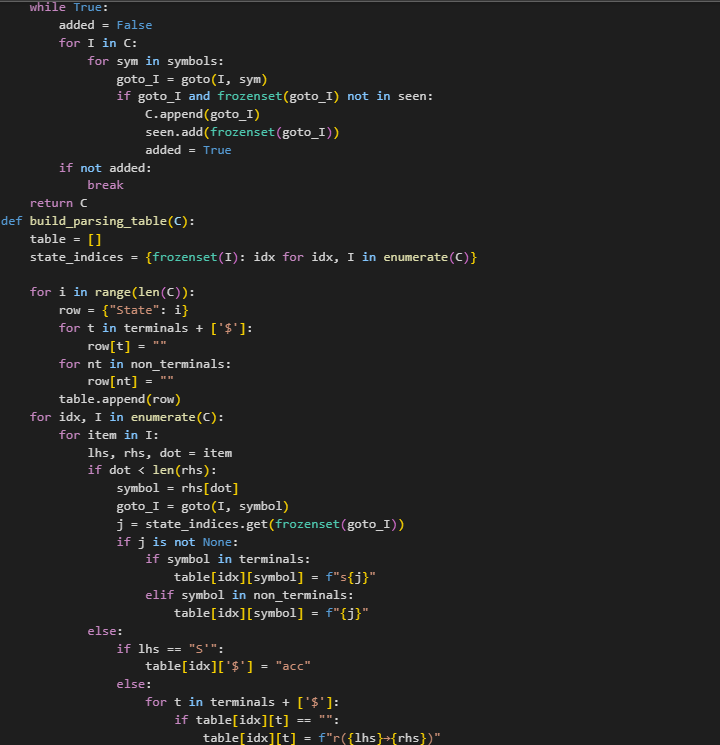 while True:
        added = False
        for I in C:
            for sym in symbols:
                goto_I = goto(I, sym)
                if goto_I and frozenset(goto_I) not in seen:
                    C.append(goto_I)
                    seen.add(frozenset(goto_I))
                    added = True
        if not added:
            break
    return C
def build_parsing_table(C):
    table = []
    state_indices = {frozenset(I): idx for idx, I in enumerate(C)}

    for i in range(len(C)):
        row = {"State": i}
        for t in terminals + ['$']:
            row[t] = ""
        for nt in non_terminals:
            row[nt] = ""
        table.append(row)
    for idx, I in enumerate(C):
        for item in I:
            lhs, rhs, dot = item
            if dot < len(rhs):
                symbol = rhs[dot]
                goto_I = goto(I, symbol)
                j = state_indices.get(frozenset(goto_I))
                if j is not None:
                    if symbol in terminals:
                        table[idx][symbol] = f"s{j}"
                    elif symbol in non_terminals:
                        table[idx][symbol] = f"{j}"
            else:
                if lhs == "S'":
                    table[idx]['$'] = "acc"
                else:
                    for t in terminals + ['$']:
                        if table[idx][t] == "":
                            table[idx][t] = f"r({lhs}→{rhs})"